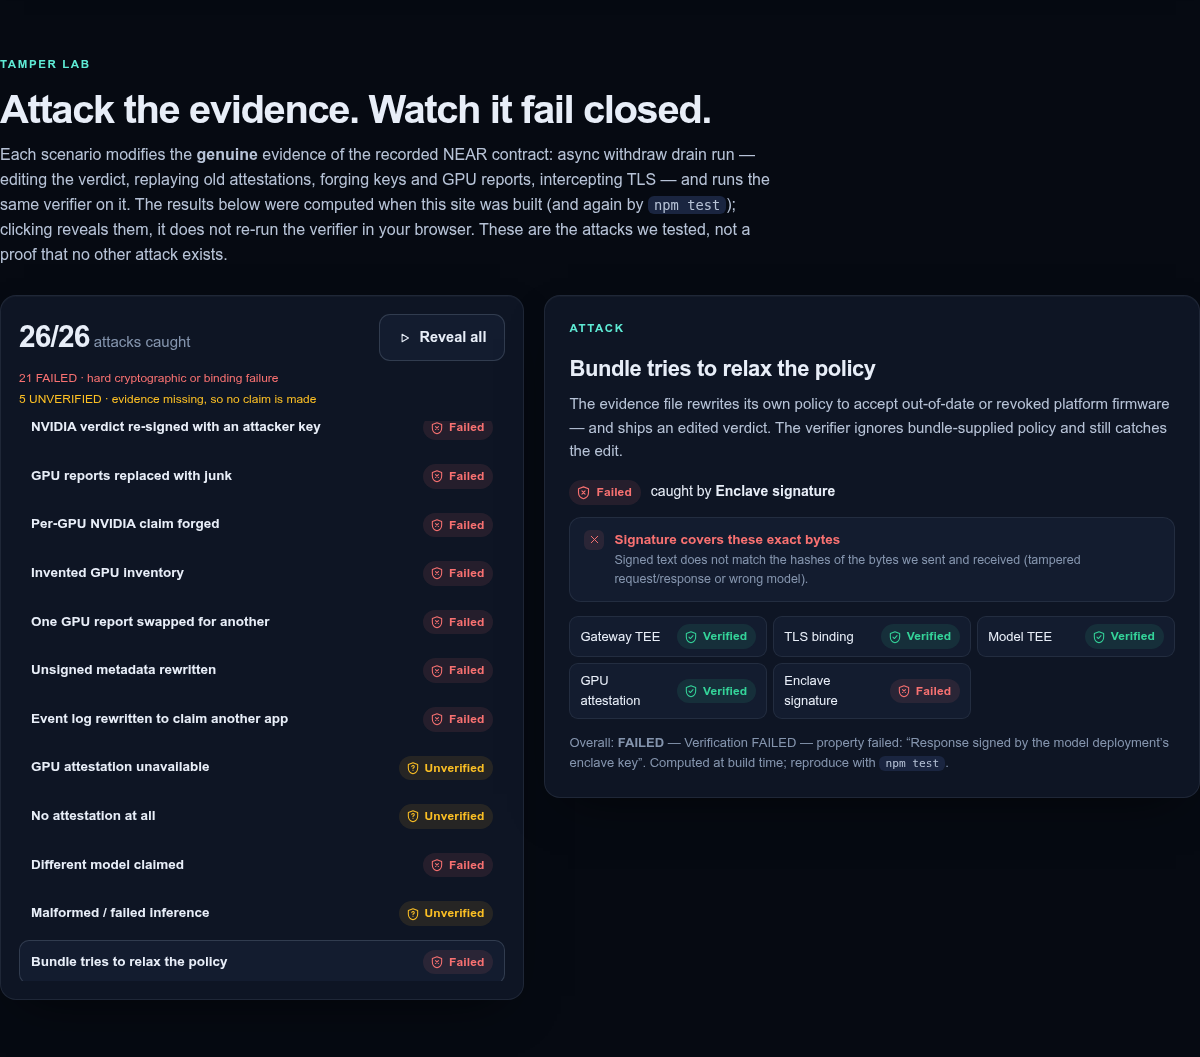 TAMPER LAB
Attack the evidence. Watch it fail closed.
Each scenario modifies the genuine evidence of the recorded NEAR contract: async withdraw drain run —
editing the verdict, replaying old attestations, forging keys and GPU reports, intercepting TLS — and runs the
same verifier on it. The results below were computed when this site was built (and again by npm test);
clicking reveals them, it does not re-run the verifier in your browser. These are the attacks we tested, not a
proof that no other attack exists.
26/26 attacks caught
Reveal all
21 FAILED · hard cryptographic or binding failure
5 UNVERIFIED · evidence missing, so no claim is made
NVIDIA verdict re-signed with an attacker key Failed
GPU reports replaced with junk Failed
Per-GPU NVIDIA claim forged Failed
Invented GPU inventory Failed
One GPU report swapped for another Failed
Unsigned metadata rewritten Failed
Event log rewritten to claim another app Failed
GPU attestation unavailable Unverified
No attestation at all Unverified
Different model claimed Failed
Malformed / failed inference Unverified
Bundle tries to relax the policy Failed
ATTACK
Bundle tries to relax the policy
The evidence file rewrites its own policy to accept out-of-date or revoked platform firmware
— and ships an edited verdict. The verifier ignores bundle-supplied policy and still catches
the edit.
Failed caught by Enclave signature
Signature covers these exact bytes
Signed text does not match the hashes of the bytes we sent and received (tampered
request/response or wrong model).
Gateway TEE Verified
TLS binding Verified
Model TEE Verified
GPU
attestation Verified
Enclave
signature Failed
Overall: FAILED — Verification FAILED — property failed: “Response signed by the model deployment’s
enclave key”. Computed at build time; reproduce with npm test.